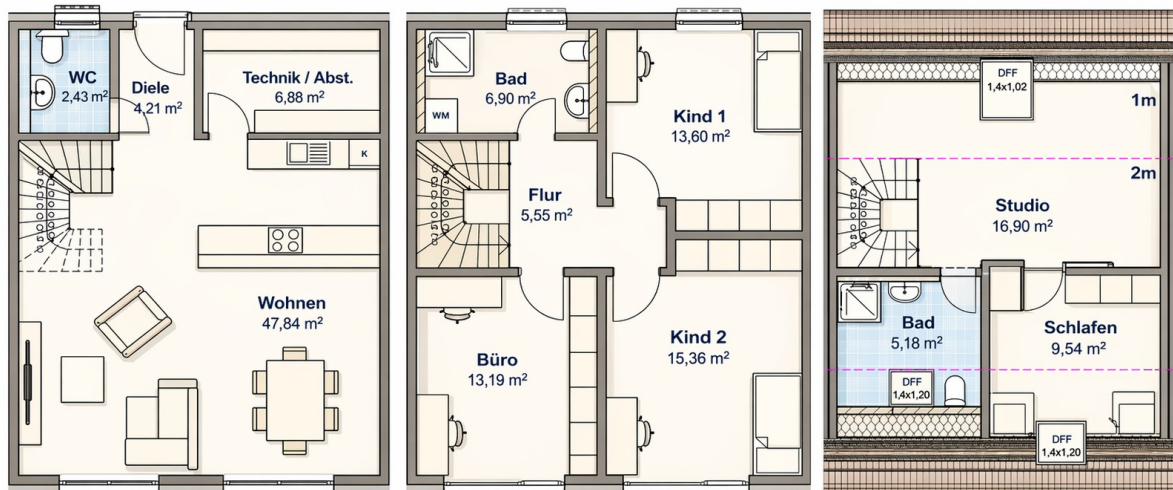 WC
2,43 m²
Diele
4,21 m²
Technik / Abst.
6,88 m²
K
Wohnen
47,84 m²
Bad
6,90 m²
WM
Kind 1
13,60 m²
Flur
5,55 m²
Büro
13,19 m²
Kind 2
15,36 m²
DFF
1,4x1,02
1m
2m
Studio
16,90 m²
Bad
5,18 m²
Schlafen
9,54 m²
DFF
1,4x1,20
DFF
1,4x1,20